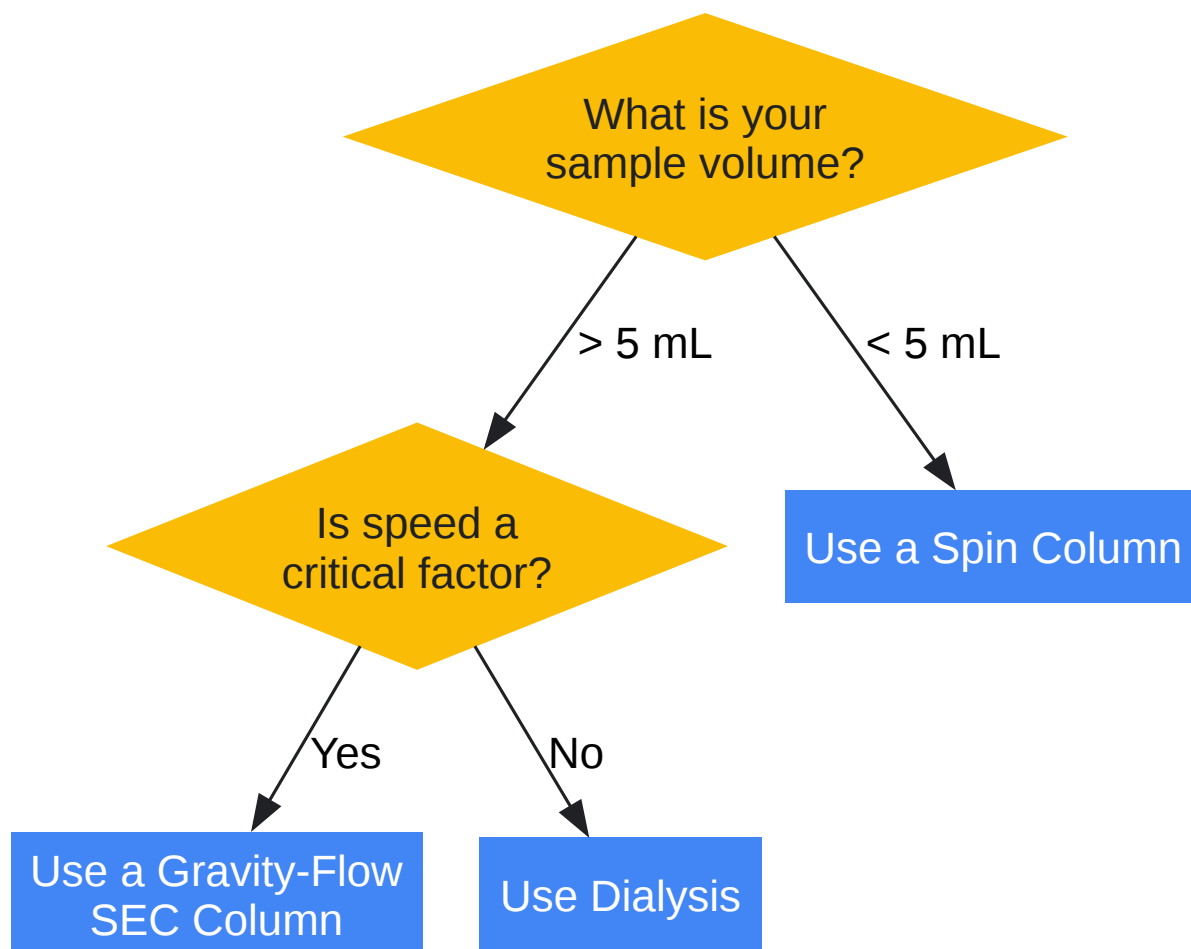 What is your
sample volume?
> 5 mL
< 5 mL
Is speed a
critical factor?
Use a Spin Column
Yes
No
Use a Gravity-Flow
SEC Column
Use Dialysis